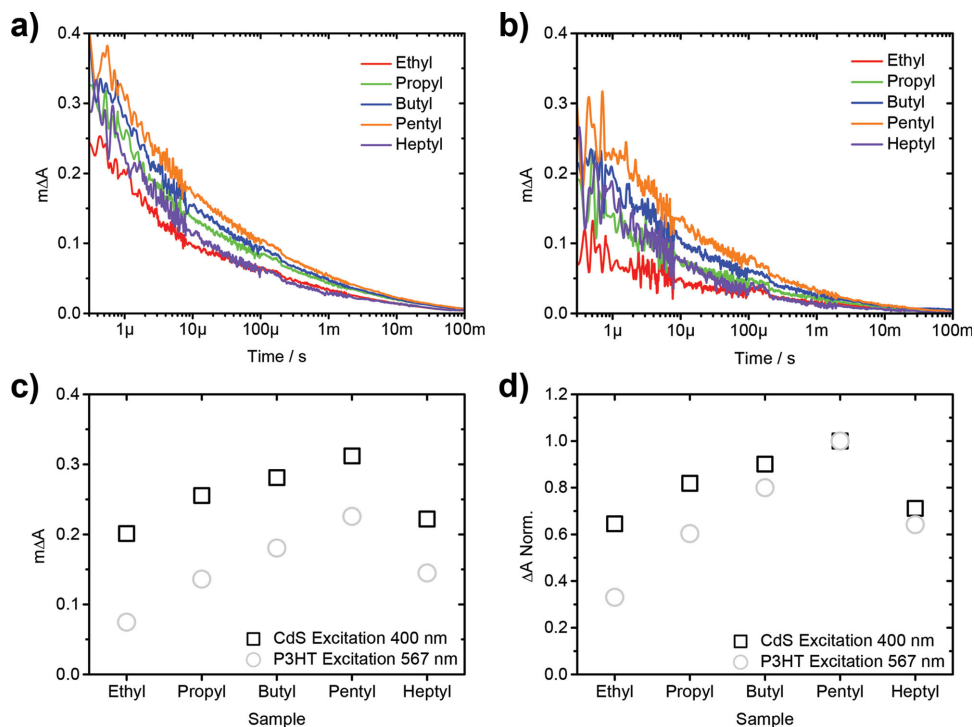 a)
0.4
0.3
0.2
0.1
0.0
mΔA
Ethyl
Propyl
Butyl
Pentyl
Heptyl
1μ
10μ
100μ
1m
10m
100m
Time / s
b)
0.4
0.3
0.2
0.1
0.0
mΔA
Ethyl
Propyl
Butyl
Pentyl
Heptyl
1μ
10μ
100μ
1m
10m
100m
Time / s
c)
0.4
0.3
0.2
0.1
0.0
mΔA
CdS Excitation 400 nm
P3HT Excitation 567 nm
Ethyl
Propyl
Butyl
Pentyl
Heptyl
Sample
d)
1.2
1.0
0.8
0.6
0.4
0.2
0.0
ΔA Norm.
CdS Excitation 400 nm
P3HT Excitation 567 nm
Ethyl
Propyl
Butyl
Pentyl
Heptyl
Sample